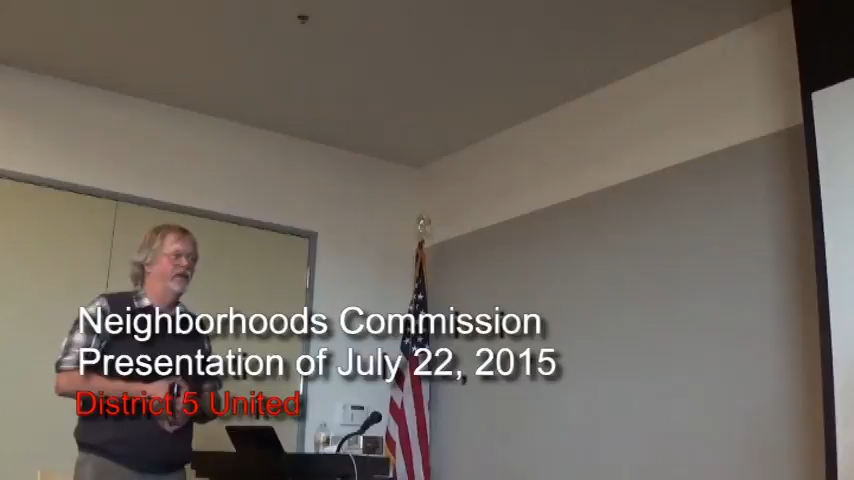 Neighborhoods Commission
Presentation of July 22, 2015
District 5 United